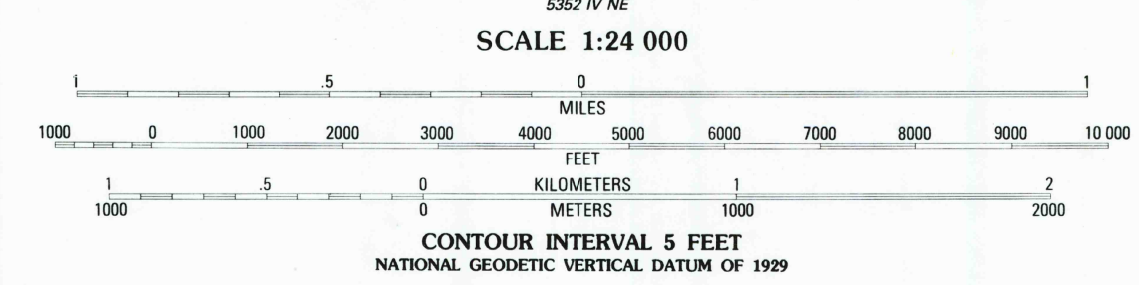 5352 IV NE
SCALE 1:24 000
1 .5 0 1
MILES
1000 0 1000 2000 3000 4000 5000 6000 7000 8000 9000 10 000
FEET
1 .5 0 KILOMETERS 1 2
1000 0 METERS 1000 2000
CONTOUR INTERVAL 5 FEET
NATIONAL GEODETIC VERTICAL DATUM OF 1929